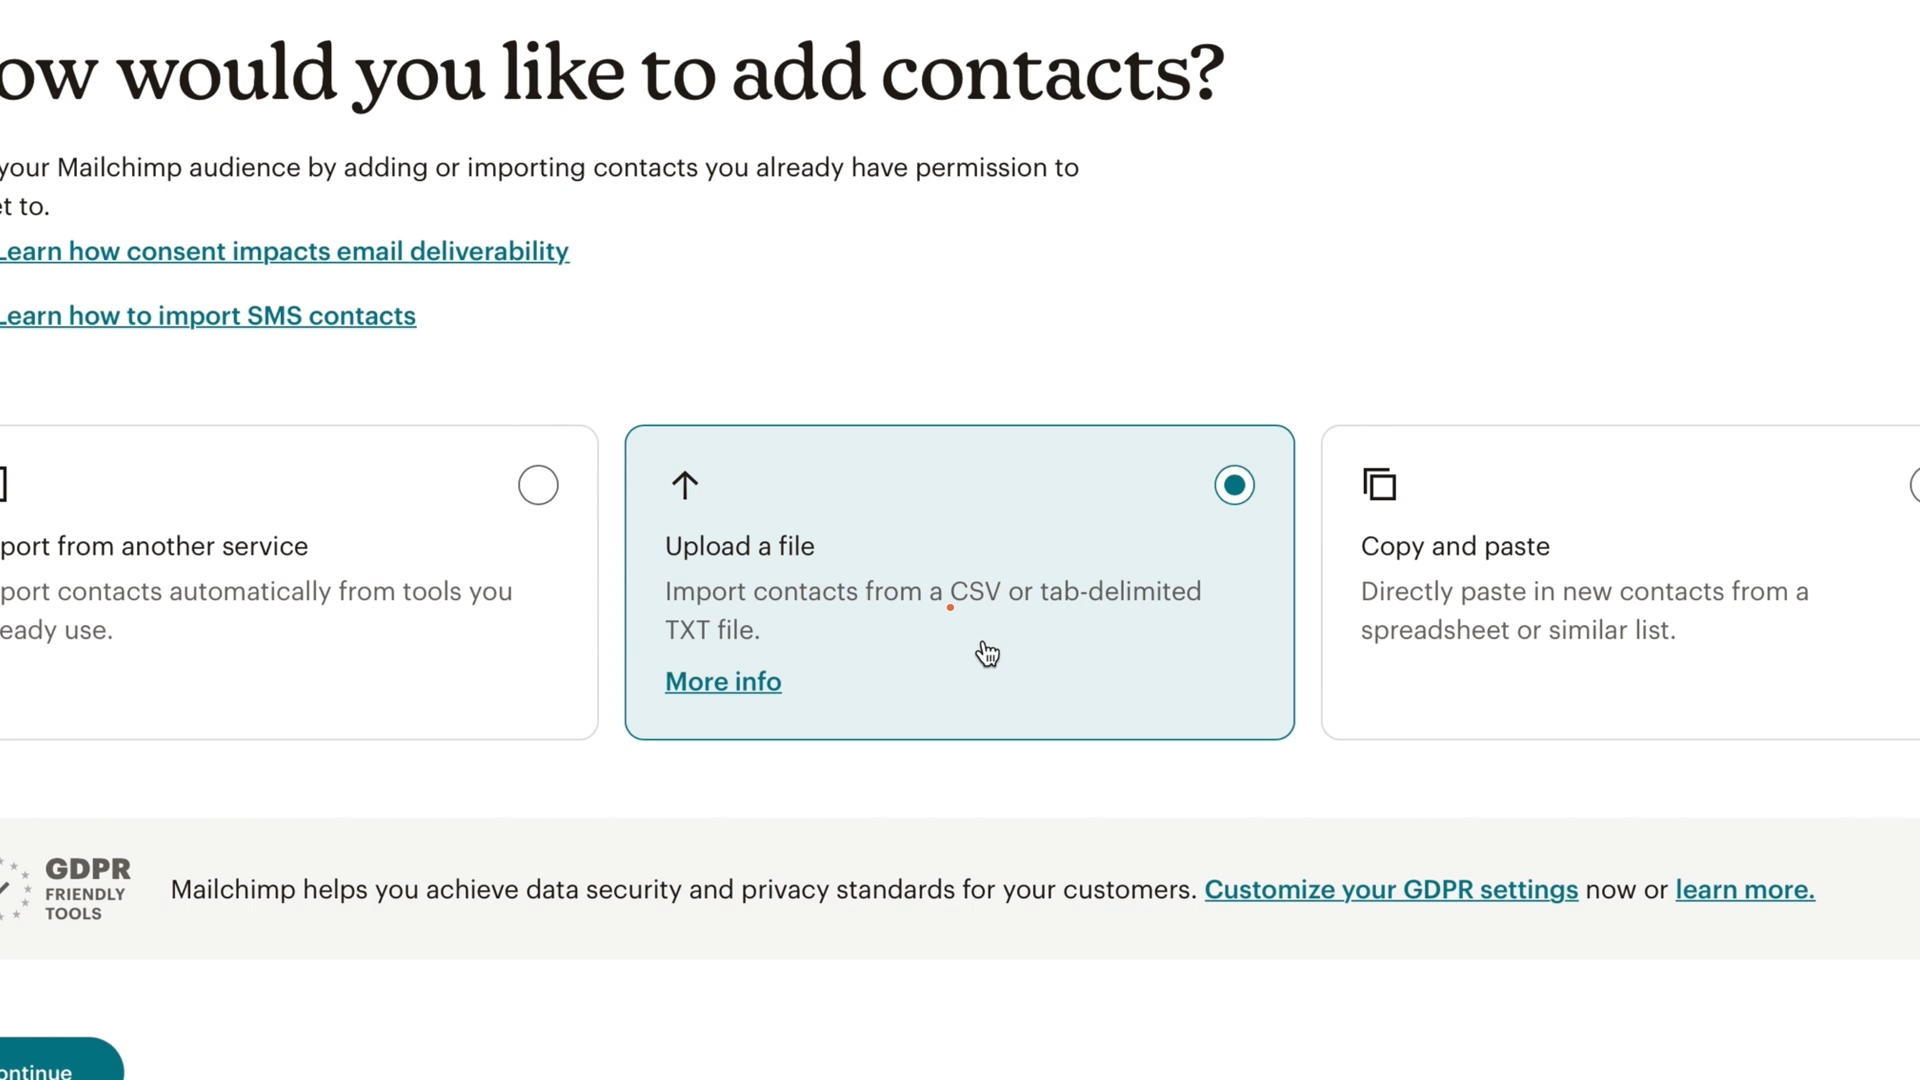 ow would you like to add contacts?
your Mailchimp audience by adding or importing contacts you already have permission to
et to.
Learn how consent impacts email deliverability
Learn how to import SMS contacts
port from another service
port contacts automatically from tools you
eady use.
Upload a file
Import contacts from a CSV or tab-delimited
TXT file.
More info
Copy and paste
Directly paste in new contacts from a
spreadsheet or similar list.
GDPR
FRIENDLY
TOOLS
Mailchimp helps you achieve data security and privacy standards for your customers. Customize your GDPR settings now or learn more.
ontinue